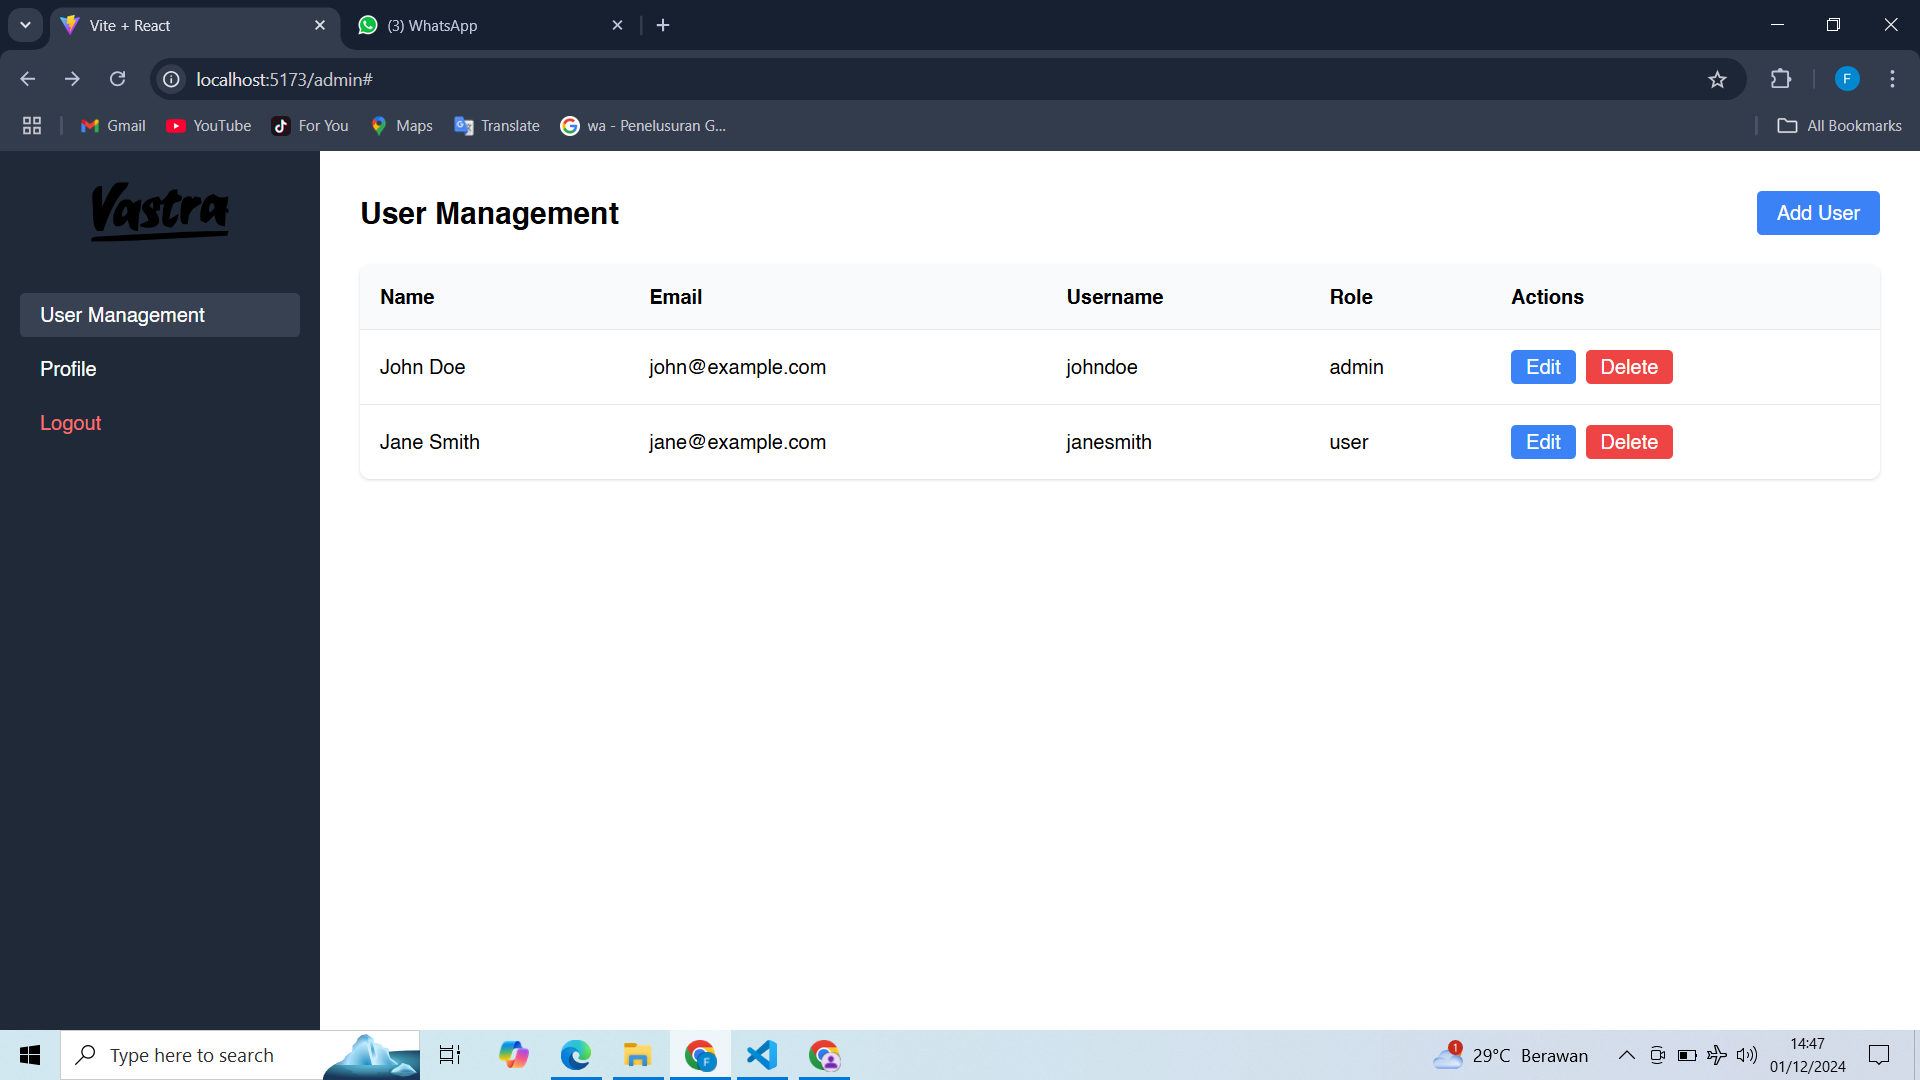 Vite + React
(3) WhatsApp
localhost:5173/admin#
F
Gmail
YouTube
For You
Maps
Translate
wa - Penelusuran G...
All Bookmarks
Vastra
User Management
Profile
Logout
User Management
Add User
Name Email Username Role Actions
John Doe john@example.com johndoe admin Edit Delete
Jane Smith jane@example.com janesmith user Edit Delete
Type here to search
F
1
29°C Berawan
14:47
01/12/2024